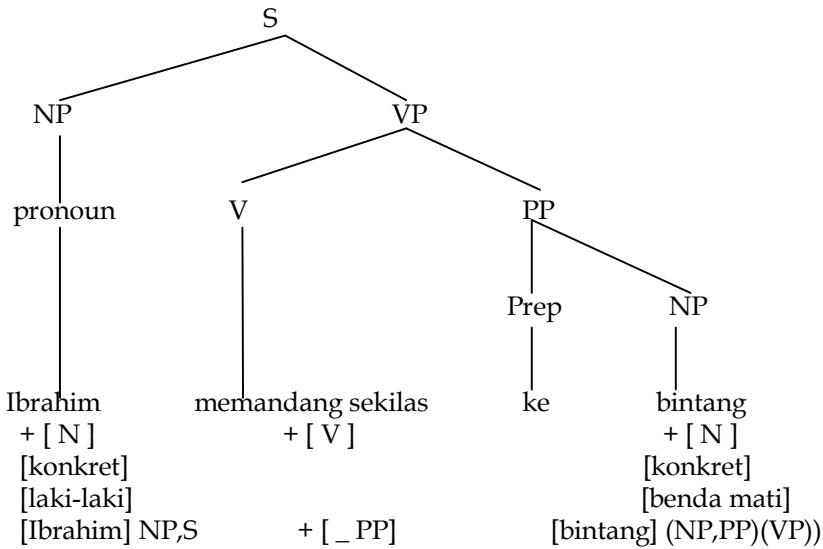 S
NP VP
pronoun V PP
Prep NP
Ibrahim memandang sekilas ke bintang
+ [ N ] + [ V ] + [ N ]
[konkret] [konkret]
[laki-laki] [benda mati]
[Ibrahim] NP,S + [ _ PP] [bintang] (NP,PP)(VP))